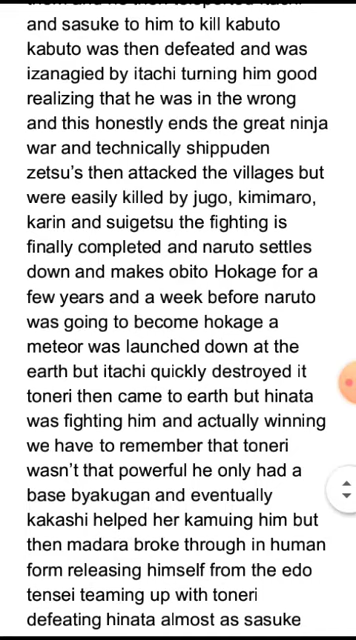 and sasuke to him to kill kabuto
kabuto was then defeated and was
izanagied by itachi turning him good
realizing that he was in the wrong
and this honestly ends the great ninja
war and technically shippuden
zetsu's then attacked the villages but
were easily killed by jugo, kimimaro,
karin and suigetsu the fighting is
finally completed and naruto settles
down and makes obito Hokage for a
few years and a week before naruto
was going to become hokage a
meteor was launched down at the
earth but itachi quickly destroyed it
toneri then came to earth but hinata
was fighting him and actually winning
we have to remember that toneri
wasn't that powerful he only had a
base byakugan and eventually
kakashi helped her kamuing him but
then madara broke through in human
form releasing himself from the edo
tensei teaming up with toneri
defeating hinata almost as sasuke